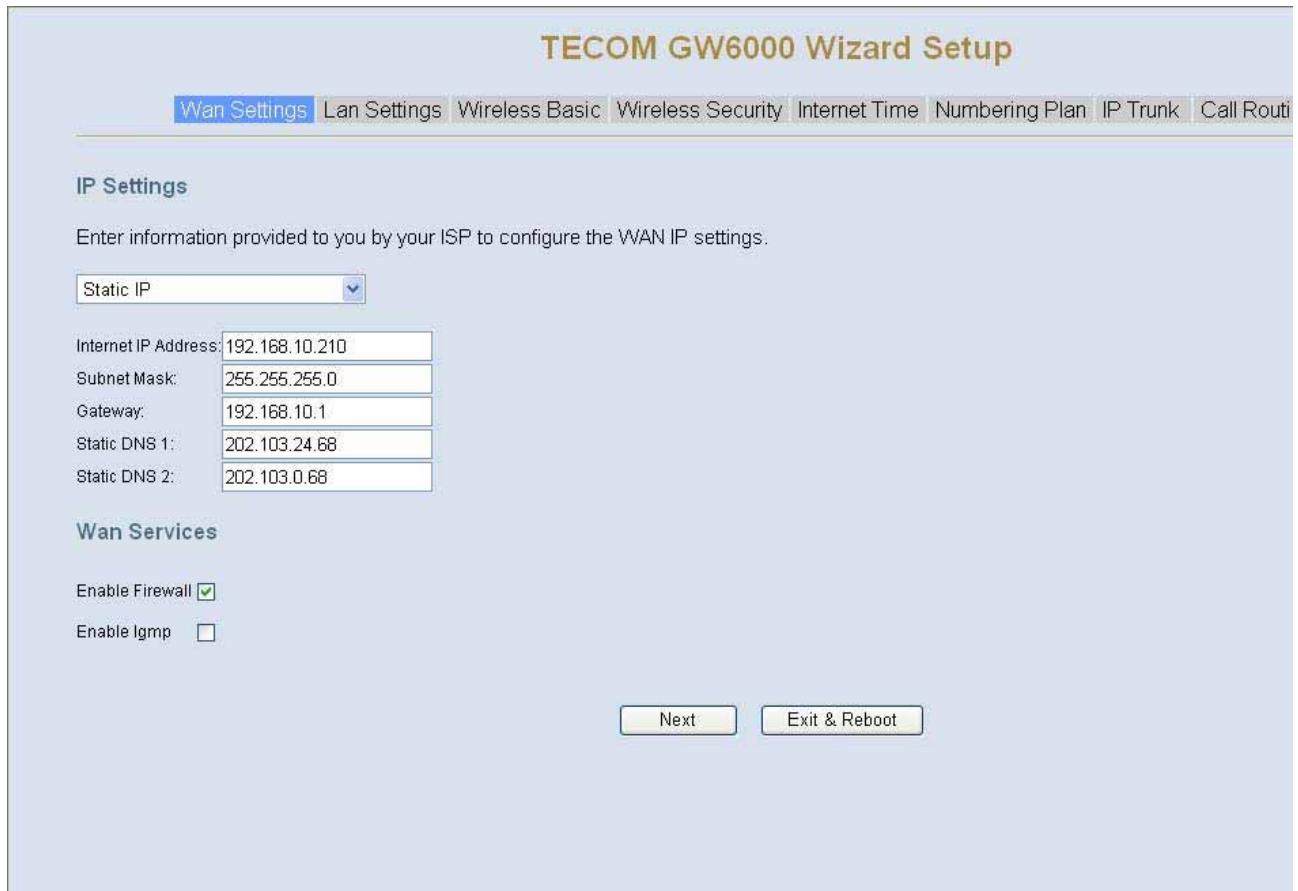 TECOM GW6000 Wizard Setup
Wan Settings Lan Settings Wireless Basic Wireless Security Internet Time Numbering Plan IP Trunk Call Routi
IP Settings
Enter information provided to you by your ISP to configure the WAN IP settings.
Static IP
Internet IP Address: 192.168.10.210
Subnet Mask: 255.255.255.0
Gateway: 192.168.10.1
Static DNS 1: 202.103.24.68
Static DNS 2: 202.103.0.68
Wan Services
Enable Firewall
Enable Igmp
Next Exit & Reboot